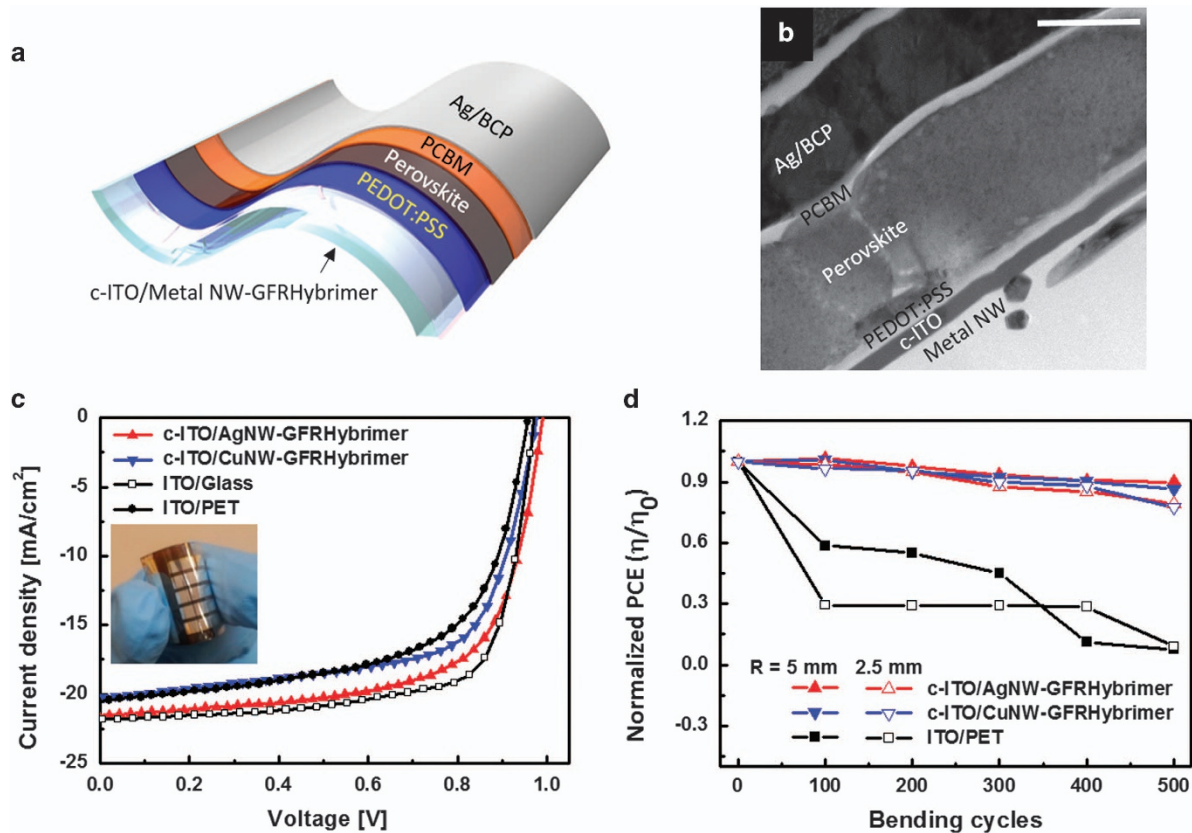 a
Ag/BCP
PCBM
Perovskite
PEDOT:PSS
c-ITO/Metal NW-GFRHybrimer
b
Ag/BCP
PCBM
Perovskite
PEDOT:PSS
c-ITO
Metal NW
c
0
-5
-10
-15
-20
-25
Current density [mA/cm²]
c-ITO/AgNW-GFRHybrimer
c-ITO/CuNW-GFRHybrimer
ITO/Glass
ITO/PET
0.0 0.2 0.4 0.6 0.8 1.0
Voltage [V]
d
Normalized PCE (η/η₀)
0.9
0.6
0.3
0.0
-0.3
R = 5 mm 2.5 mm
c-ITO/AgNW-GFRHybrimer
c-ITO/CuNW-GFRHybrimer
ITO/PET
0 100 200 300 400 500
Bending cycles